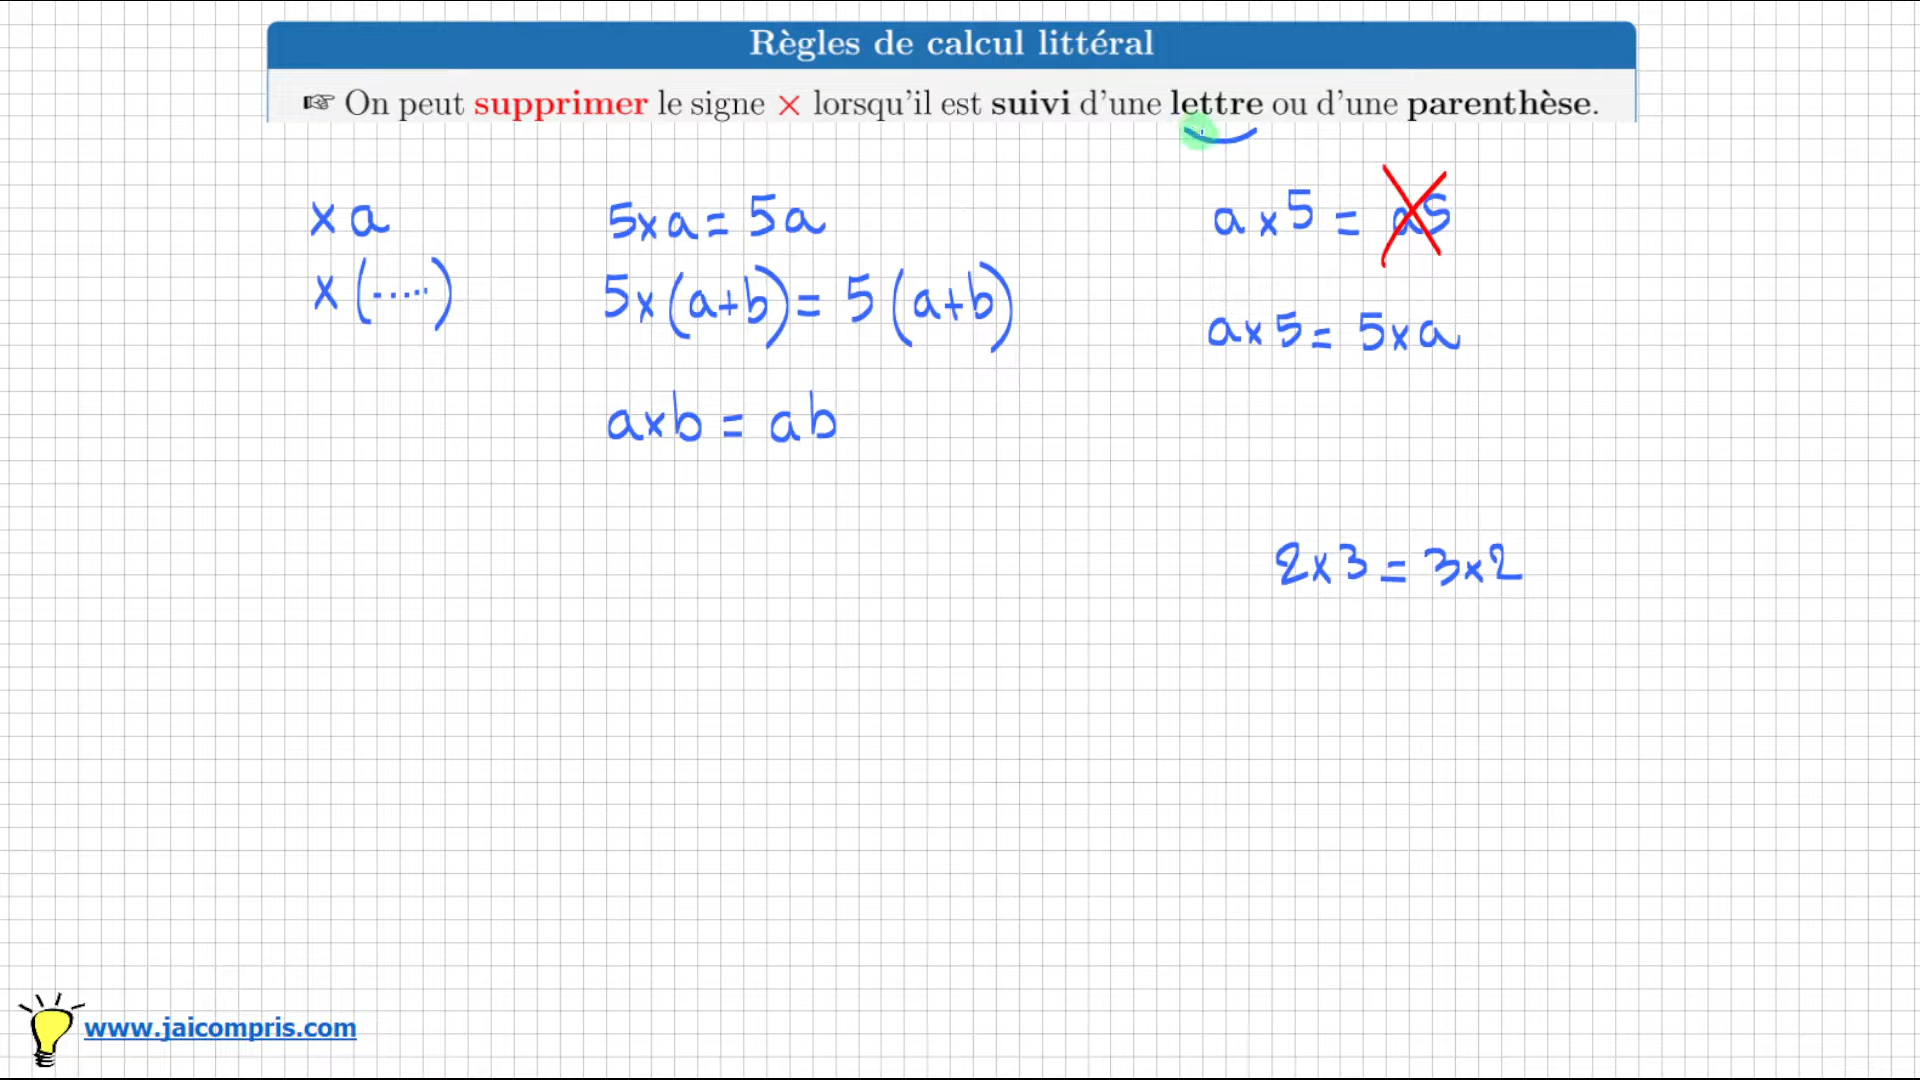 Règles de calcul littéral
☞ On peut supprimer le signe × lorsqu'il est suivi d'une lettre ou d'une parenthèse.
× a
5×a = 5a
a × 5 = a5
× (.....)
5×(a+b) = 5(a+b)
a×5 = 5×a
a×b = ab
2×3 = 3×2
www.jaicompris.com